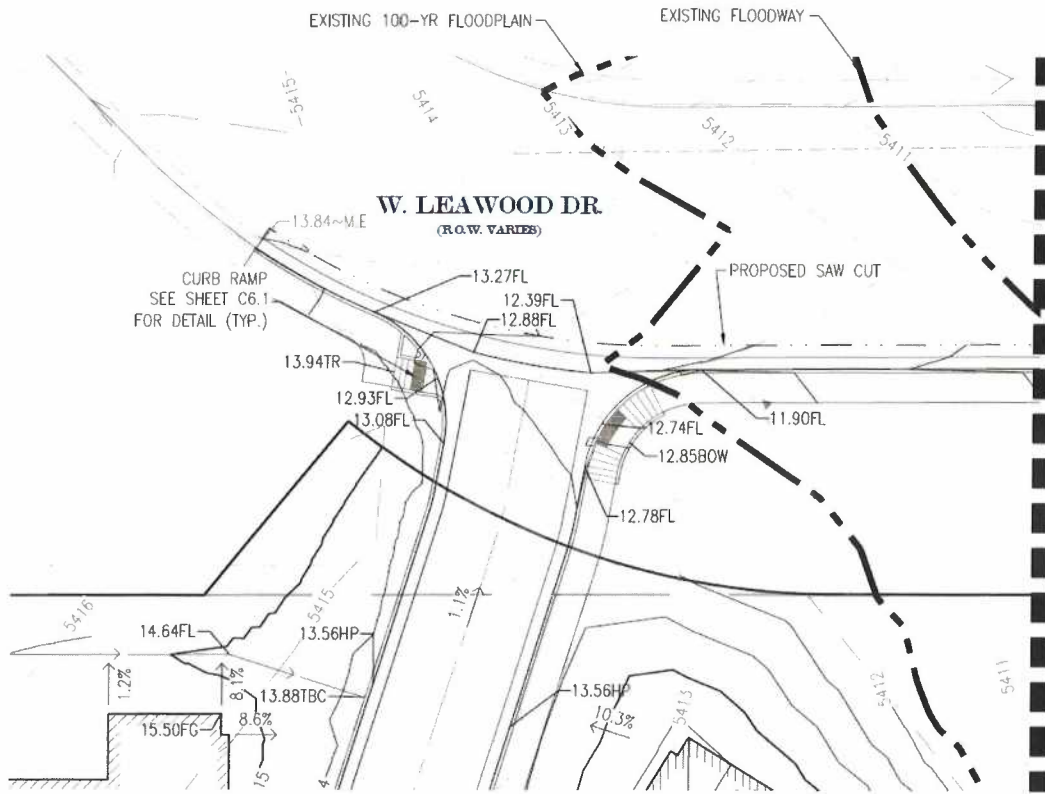 EXISTING 100-YR FLOODPLAIN
EXISTING FLOODWAY
5415
5414
5413
5412
5411
W. LEAWOOD DR.
(R.O.W. VARIES)
13.84~M.E
CURB RAMP
SEE SHEET C6.1
FOR DETAIL (TYP.)
13.27FL
12.39FL
12.88FL
PROPOSED SAW CUT
13.94TR
12.93FL
13.08FL
12.74FL
11.90FL
12.85BOW
12.78FL
5416
5415
1.1%
14.64FL
13.56HP
1.2%
8.1%
13.88TBC
13.56HP
5413
5412
5411
15.50FG
8.6%
10.3%
15
4